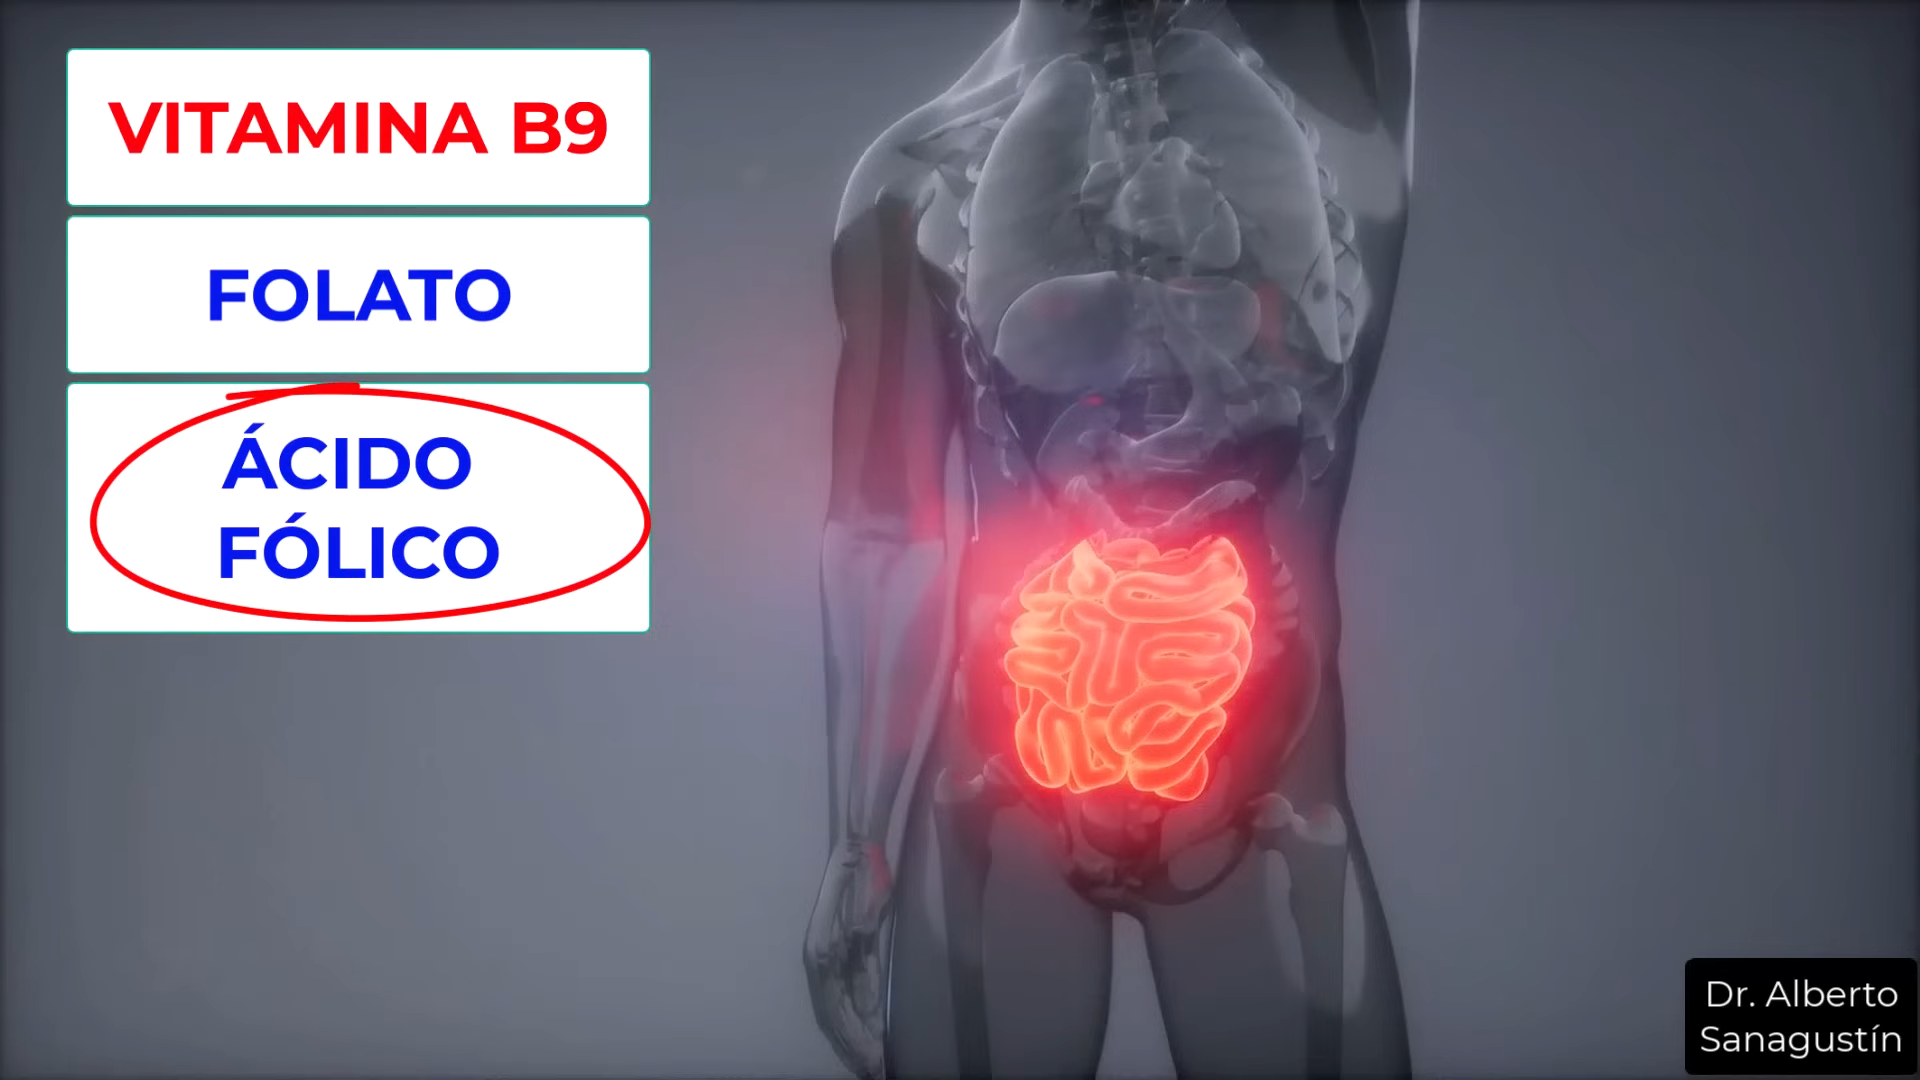 VITAMINA B9
FOLATO
ÁCIDO
FÓLICO
Dr. Alberto
Sanagustín